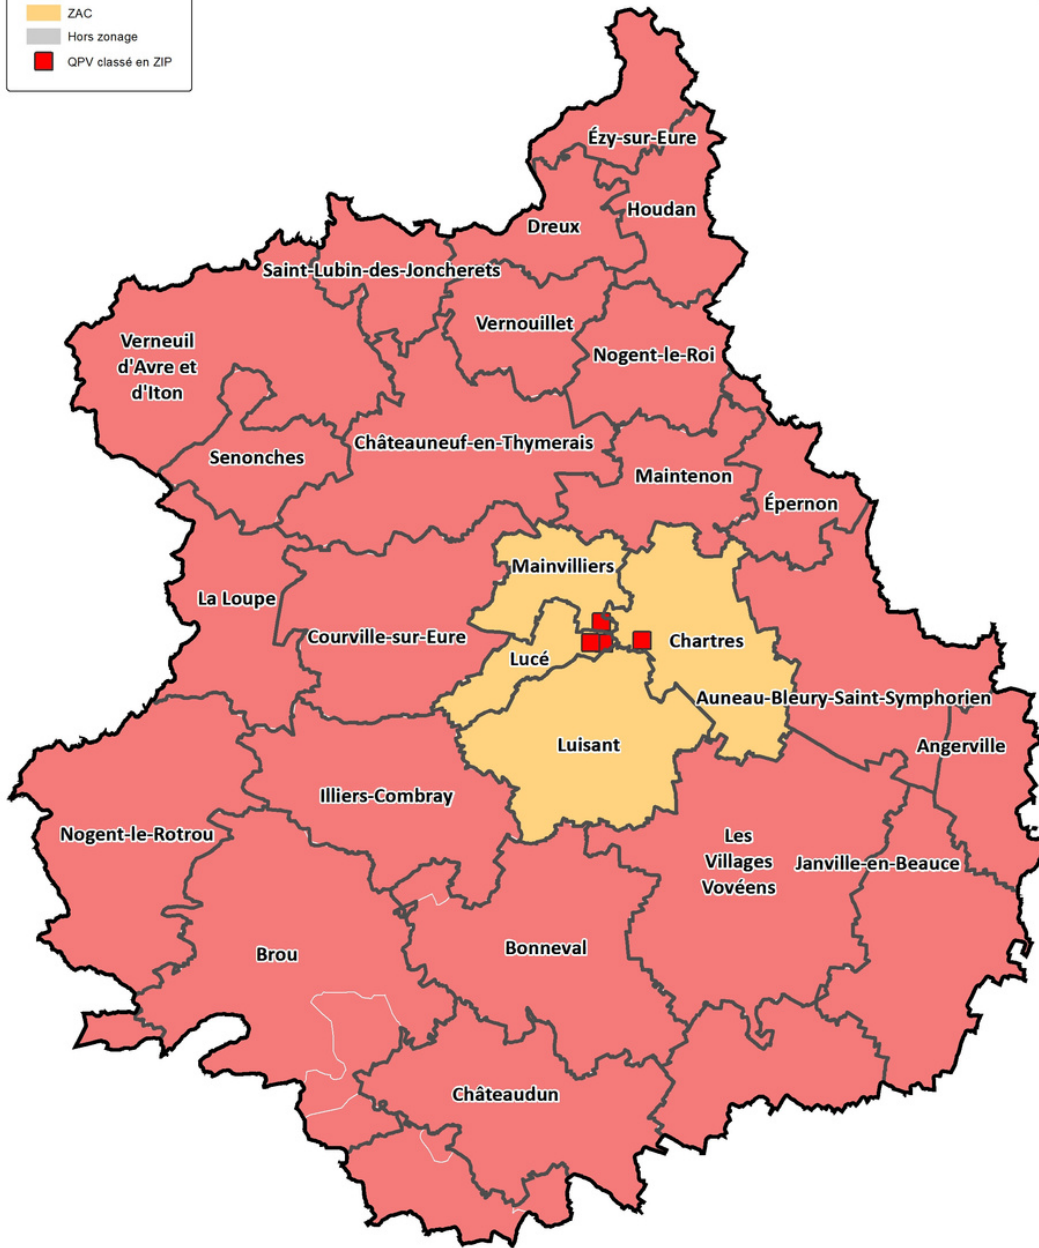 ZAC
Hors zonage
QPV classé en ZIP
Ézy-sur-Eure
Houdan
Dreux
Saint-Lubin-des-Joncherets
Vernouillet
Verneuil
d'Avre et
d'Iton
Nogent-le-Roi
Châteauneuf-en-Thymerais
Senonches
Maintenon
Épernon
Mainvilliers
La Loupe
Courville-sur-Eure
Chartres
Lucé
Auneau-Bleury-Saint-Symphorien
Luisant
Angerville
Illiers-Combray
Nogent-le-Rotrou
Les
Villages
Vovéens
Janville-en-Beauce
Bonneval
Brou
Châteaudun